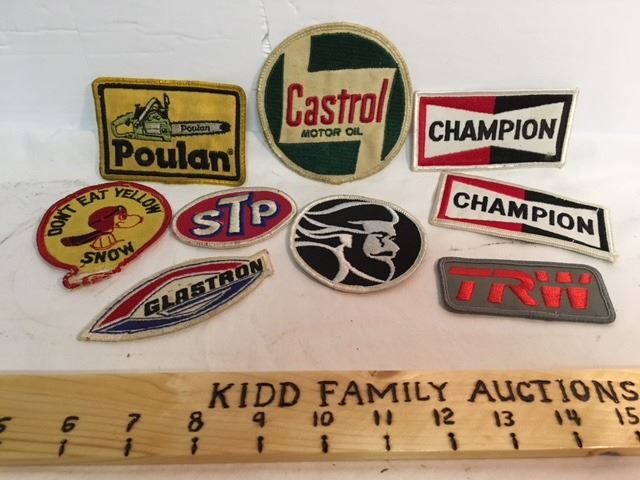 Poulan
Poulan®
Castrol
MOTOR OIL
CHAMPION
DON'T EAT YELLOW
SNOW
STP
CHAMPION
GLASTRON
TRW
KIDD FAMILY AUCTIONS
5 6 7 8 9 10 11 12 13 14 15